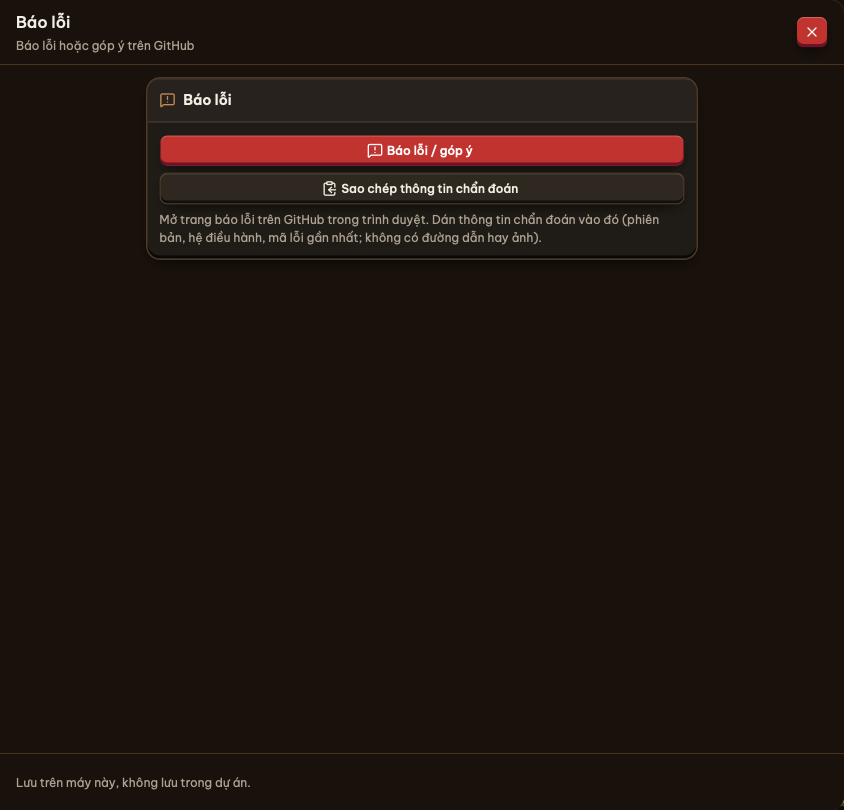 Báo lỗi
Báo lỗi hoặc góp ý trên GitHub
Báo lỗi
Báo lỗi / góp ý
Sao chép thông tin chẩn đoán
Mở trang báo lỗi trên GitHub trong trình duyệt. Dán thông tin chẩn đoán vào đó (phiên
bản, hệ điều hành, mã lỗi gần nhất; không có đường dẫn hay ảnh).
Lưu trên máy này, không lưu trong dự án.